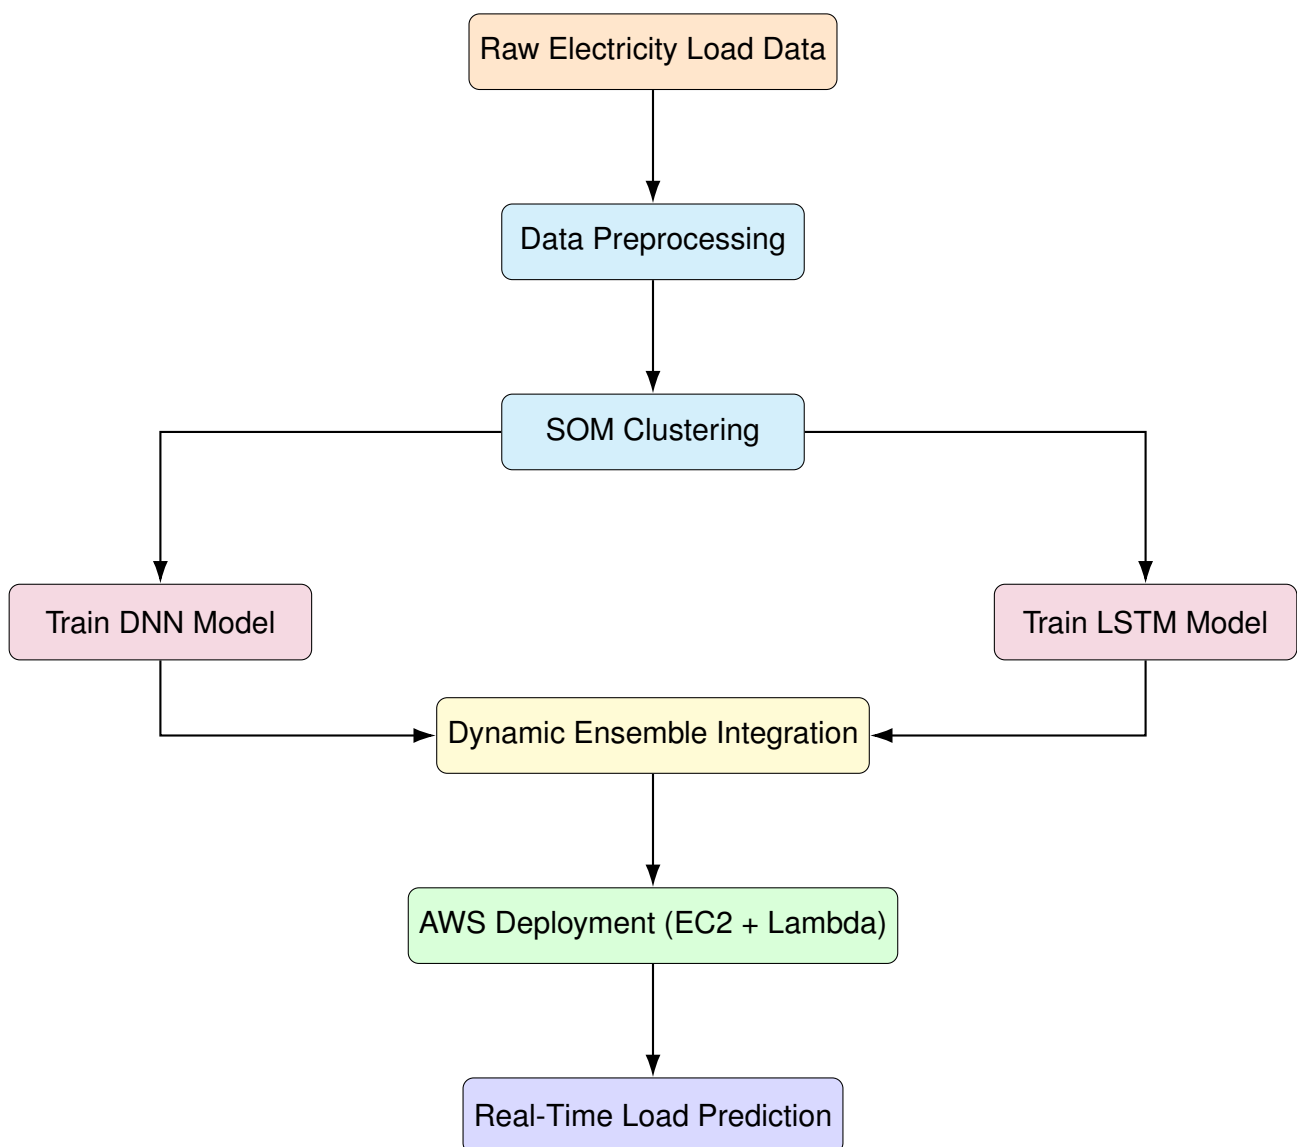 Raw Electricity Load Data
Data Preprocessing
SOM Clustering
Train DNN Model
Train LSTM Model
Dynamic Ensemble Integration
AWS Deployment (EC2 + Lambda)
Real-Time Load Prediction